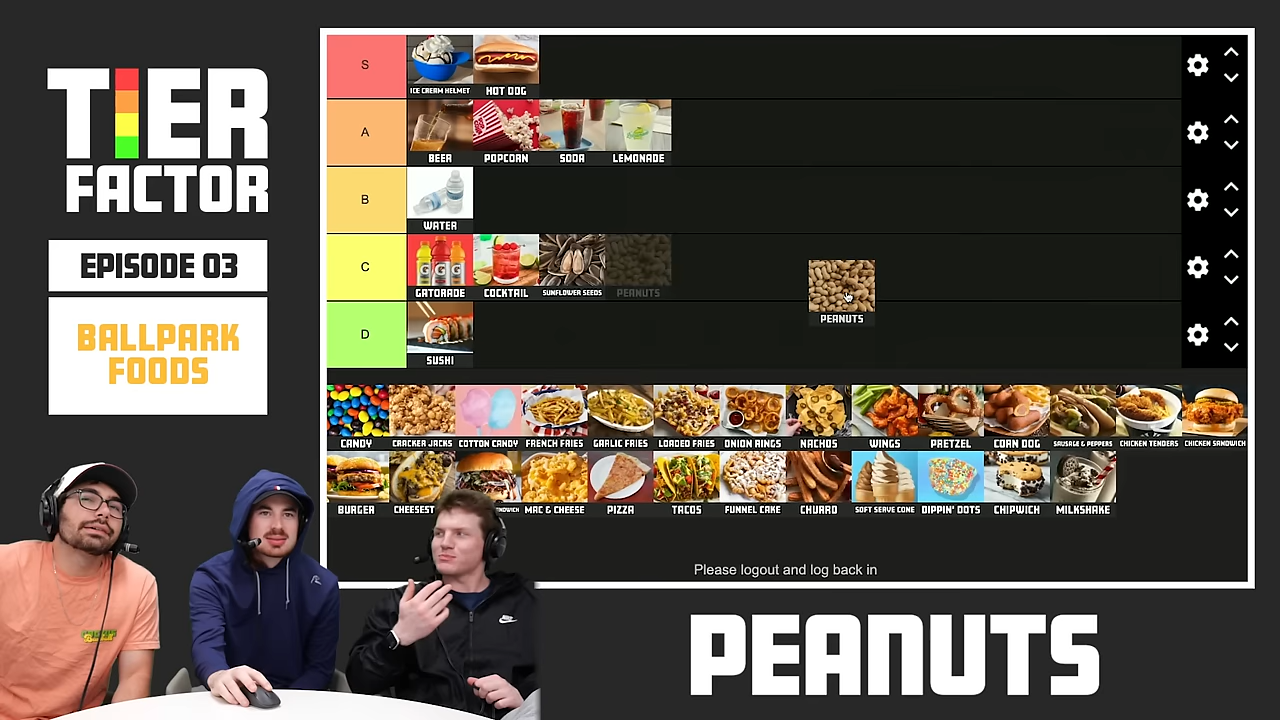 TIER
FACTOR
EPISODE 03
BALLPARK
FOODS
S
ICE CREAM HELMET
HOT DOG
A
BEER
POPCORN
SODA
LEMONADE
B
WATER
C
GATORADE
COCKTAIL
SUNFLOWER SEEDS
PEANUTS
PEANUTS
D
SUSHI
CANDY
CRACKER JACKS
COTTON CANDY
FRENCH FRIES
GARLIC FRIES
LOADED FRIES
ONION RINGS
NACHOS
WINGS
PRETZEL
CORN DOG
SAUSAGE & PEPPERS
CHICKEN TENDERS
CHICKEN SANDWICH
BURGER
MAC & CHEESE
PIZZA
TACOS
FUNNEL CAKE
CHURRO
SOFT SERVE CONE
DIPPIN' DOTS
CHIPWICH
MILKSHAKE
Please logout and log back in
PEANUTS